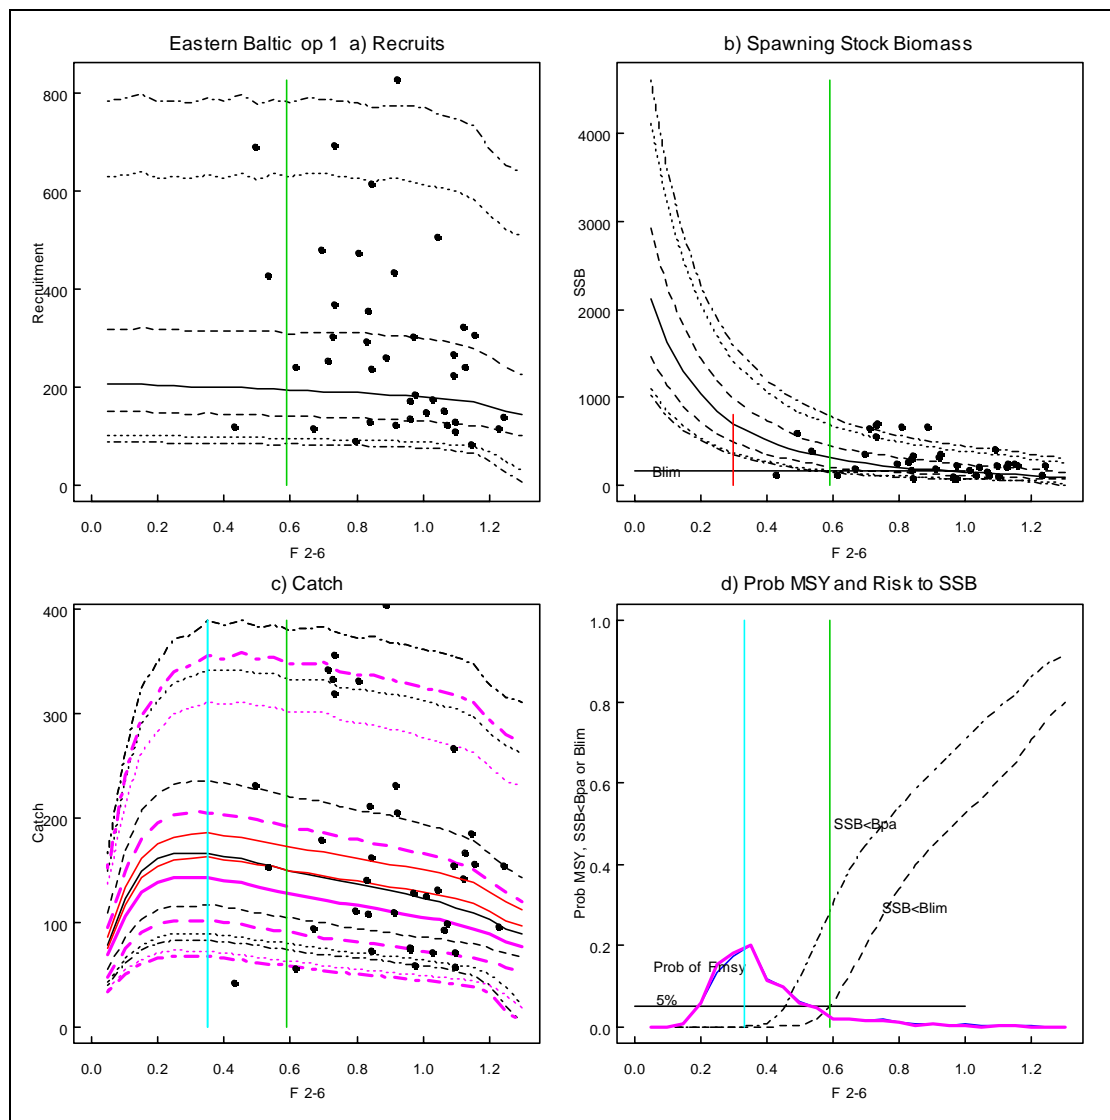 Eastern Baltic op 1 a) Recruits
Recruitment
0 200 400 600 800
0.0 0.2 0.4 0.6 0.8 1.0 1.2
F 2-6
b) Spawning Stock Biomass
SSB
0 1000 2000 3000 4000
Blim
0.0 0.2 0.4 0.6 0.8 1.0 1.2
F 2-6
c) Catch
Catch
0 100 200 300 400
0.0 0.2 0.4 0.6 0.8 1.0 1.2
F 2-6
d) Prob MSY and Risk to SSB
Prob MSY, SSB<Bpa or Blim
0.0 0.2 0.4 0.6 0.8 1.0
SSB<Bpa
SSB<Blim
Prob of Fmsy
5%
0.0 0.2 0.4 0.6 0.8 1.0 1.2
F 2-6